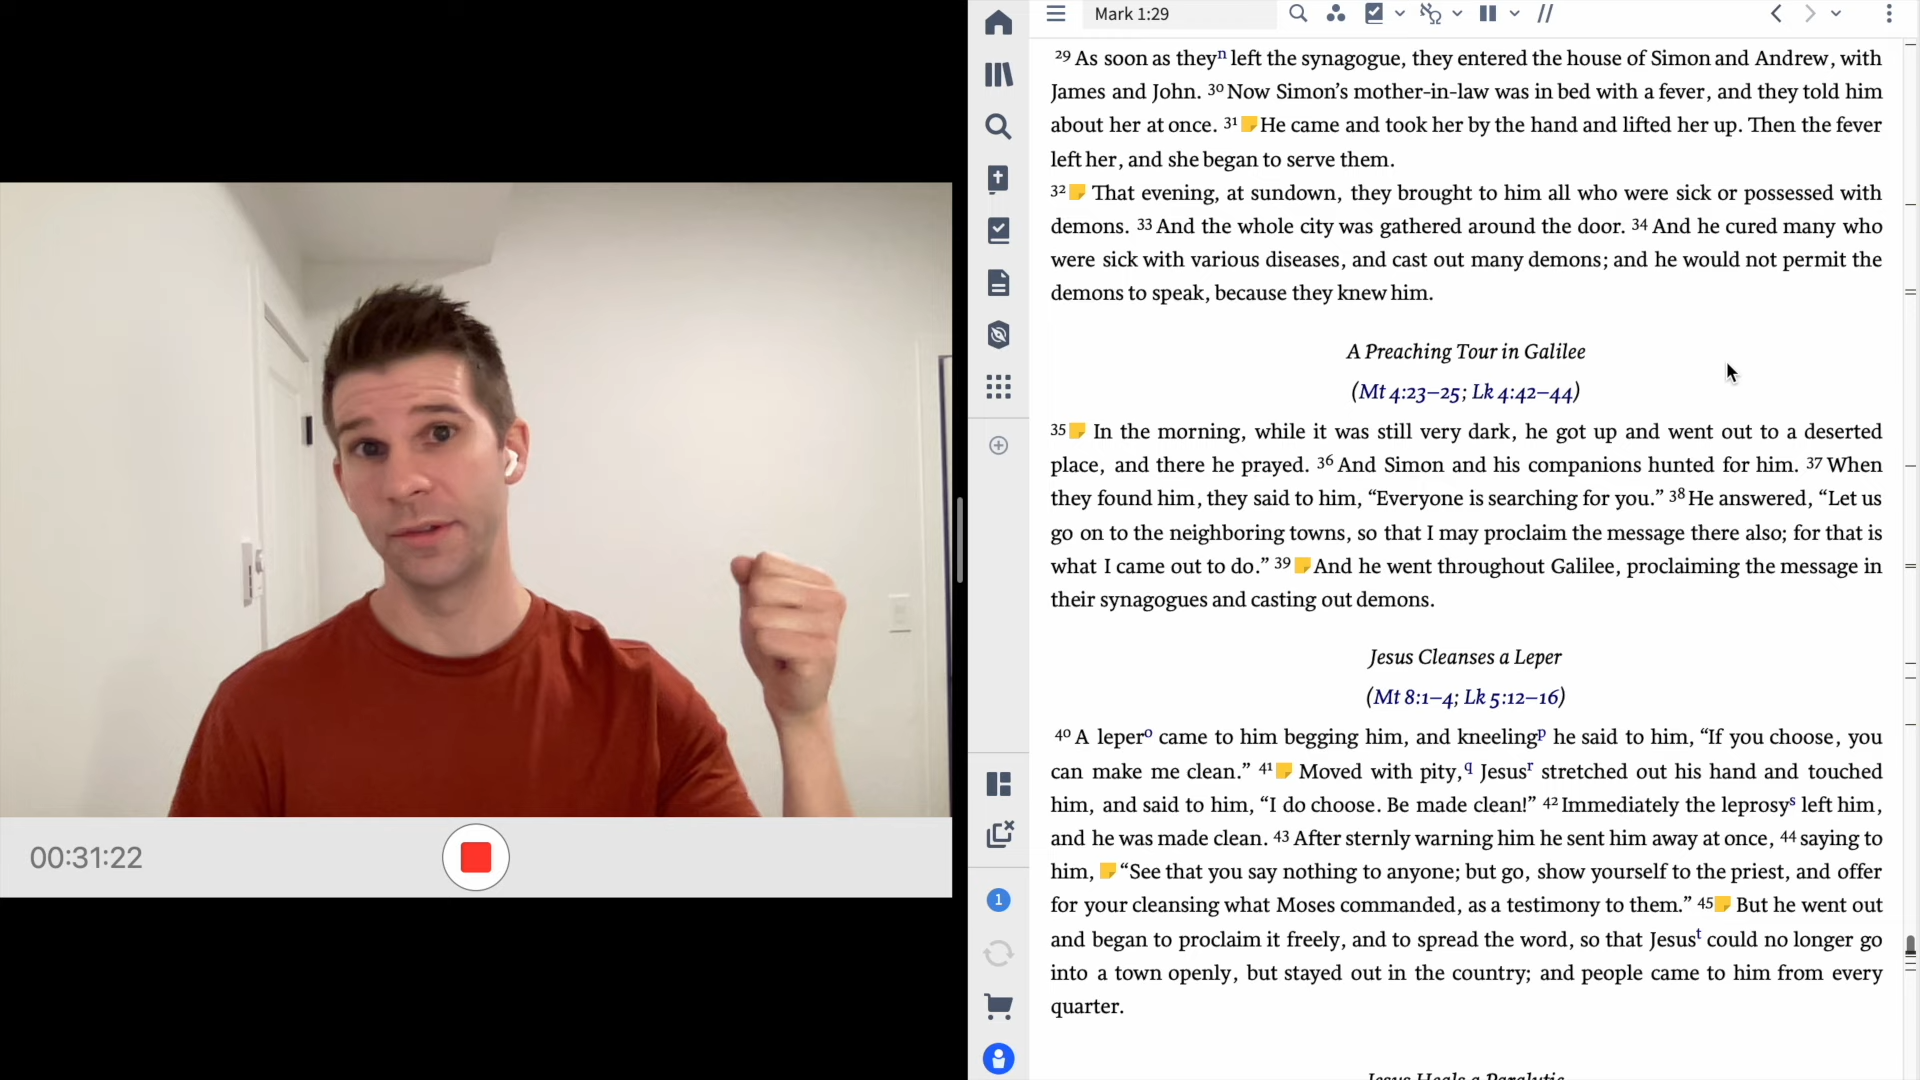 Mark 1:29
29 As soon as theyn left the synagogue, they entered the house of Simon and Andrew, with
James and John. 30 Now Simon’s mother-in-law was in bed with a fever, and they told him
about her at once. 31 He came and took her by the hand and lifted her up. Then the fever
left her, and she began to serve them.
32 That evening, at sundown, they brought to him all who were sick or possessed with
demons. 33 And the whole city was gathered around the door. 34 And he cured many who
were sick with various diseases, and cast out many demons; and he would not permit the
demons to speak, because they knew him.
A Preaching Tour in Galilee
(Mt 4:23–25; Lk 4:42–44)
35 In the morning, while it was still very dark, he got up and went out to a deserted
place, and there he prayed. 36 And Simon and his companions hunted for him. 37 When
they found him, they said to him, “Everyone is searching for you.” 38 He answered, “Let us
go on to the neighboring towns, so that I may proclaim the message there also; for that is
what I came out to do.” 39 And he went throughout Galilee, proclaiming the message in
their synagogues and casting out demons.
Jesus Cleanses a Leper
(Mt 8:1–4; Lk 5:12–16)
40 A lepero came to him begging him, and kneelingp he said to him, “If you choose, you
can make me clean.” 41 Moved with pity,q Jesusr stretched out his hand and touched
him, and said to him, “I do choose. Be made clean!” 42 Immediately the leprosys left him,
and he was made clean. 43 After sternly warning him he sent him away at once, 44 saying to
him, “See that you say nothing to anyone; but go, show yourself to the priest, and offer
for your cleansing what Moses commanded, as a testimony to them.” 45 But he went out
and began to proclaim it freely, and to spread the word, so that Jesust could no longer go
into a town openly, but stayed out in the country; and people came to him from every
quarter.
Jesus Heals a Paralytic
00:31:22
1